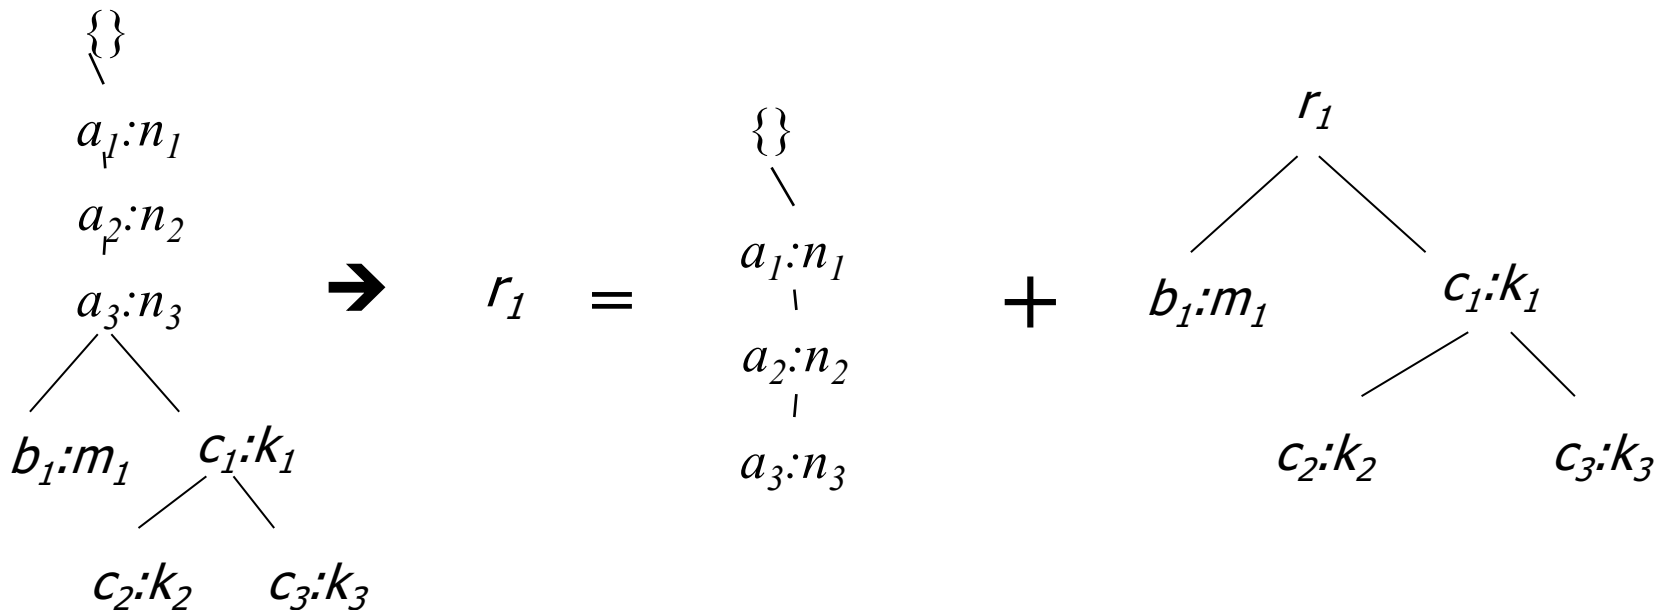 {}
a₁:n₁
a₂:n₂
a₃:n₃
b₁:m₁
c₁:k₁
c₂:k₂
c₃:k₃
➔
r₁ =
{}
a₁:n₁
a₂:n₂
a₃:n₃
+
r₁
b₁:m₁
c₁:k₁
c₂:k₂
c₃:k₃